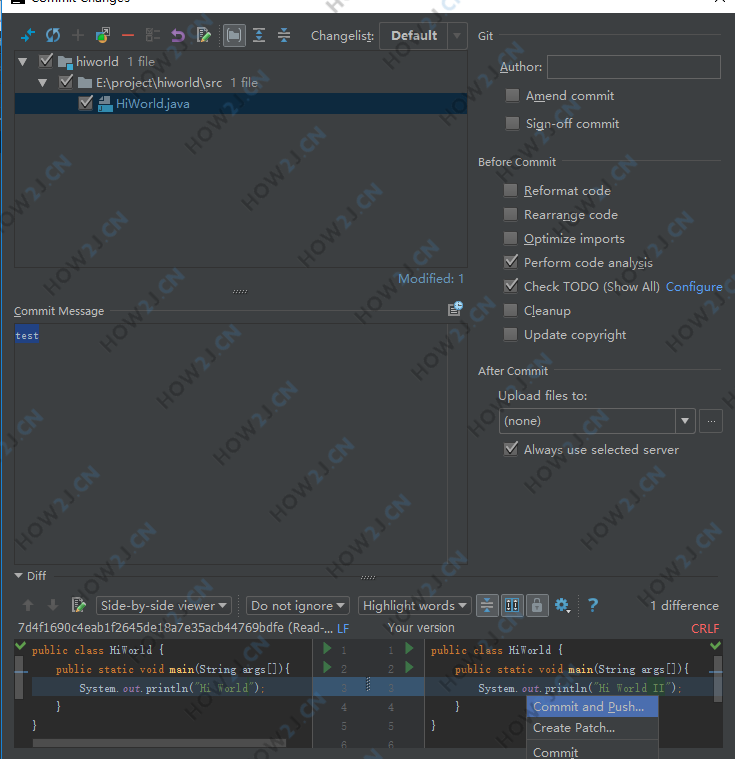 Commit Changes
Changelist: Default
Git
hiworld 1 file
E:\project\hiworld\src 1 file
HiWorld.java
Modified: 1
Author:
Amend commit
Sign-off commit
Before Commit
Reformat code
Rearrange code
Optimize imports
Perform code analysis
Check TODO (Show All) Configure
Cleanup
Update copyright
Commit Message
test
After Commit
Upload files to:
(none)
...
Always use selected server
Diff
Side-by-side viewer
Do not ignore
Highlight words
?
1 difference
7d4f1690c4eab1f2645de18a7e35acb44769bdfe (Read-... LF
Your version
CRLF
public class HiWorld { 1
public static void main(String args[]){ 2
System.out.println("Hi World"); 3
} 4
} 5
6
1 public class HiWorld {
2 public static void main(String args[]){
3 System.out.println("Hi World II");
4 }
5 }
6
Commit and Push...
Create Patch...
Commit
HOW2J.CN